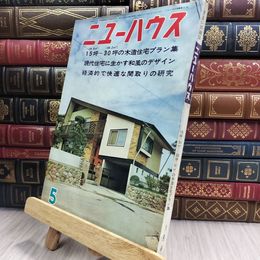 ニューハウス
15坪－30坪の木造住宅プラン集
現代住宅に生かす和風のデザイン
経済的で快適な間取りの研究
5